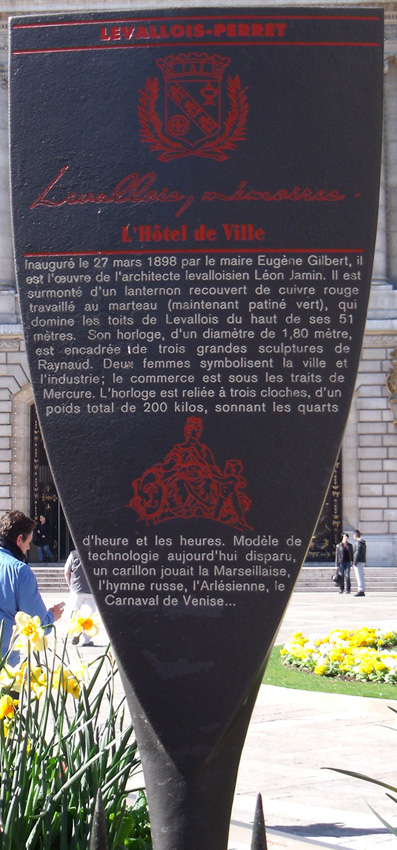 LEVALLOIS-PERRET
Levallois, mémoires.
L'Hôtel de Ville
Inauguré le 27 mars 1898 par le maire Eugène Gilbert, il
est l'œuvre de l'architecte levalloisien Léon Jamin. Il est
surmonté d'un lanternon recouvert de cuivre rouge
travaillé au marteau (maintenant patiné vert), qui
domine les toits de Levallois du haut de ses 51
mètres. Son horloge, d'un diamètre de 1,80 mètre,
est encadrée de trois grandes sculptures de
Raynaud. Deux femmes symbolisent la ville et
l'industrie; le commerce est sous les traits de
Mercure. L'horloge est reliée à trois cloches, d'un
poids total de 200 kilos, sonnant les quarts
d'heure et les heures. Modèle de
technologie aujourd'hui disparu,
un carillon jouait la Marseillaise,
l'hymne russe, l'Arlésienne, le
Carnaval de Venise...